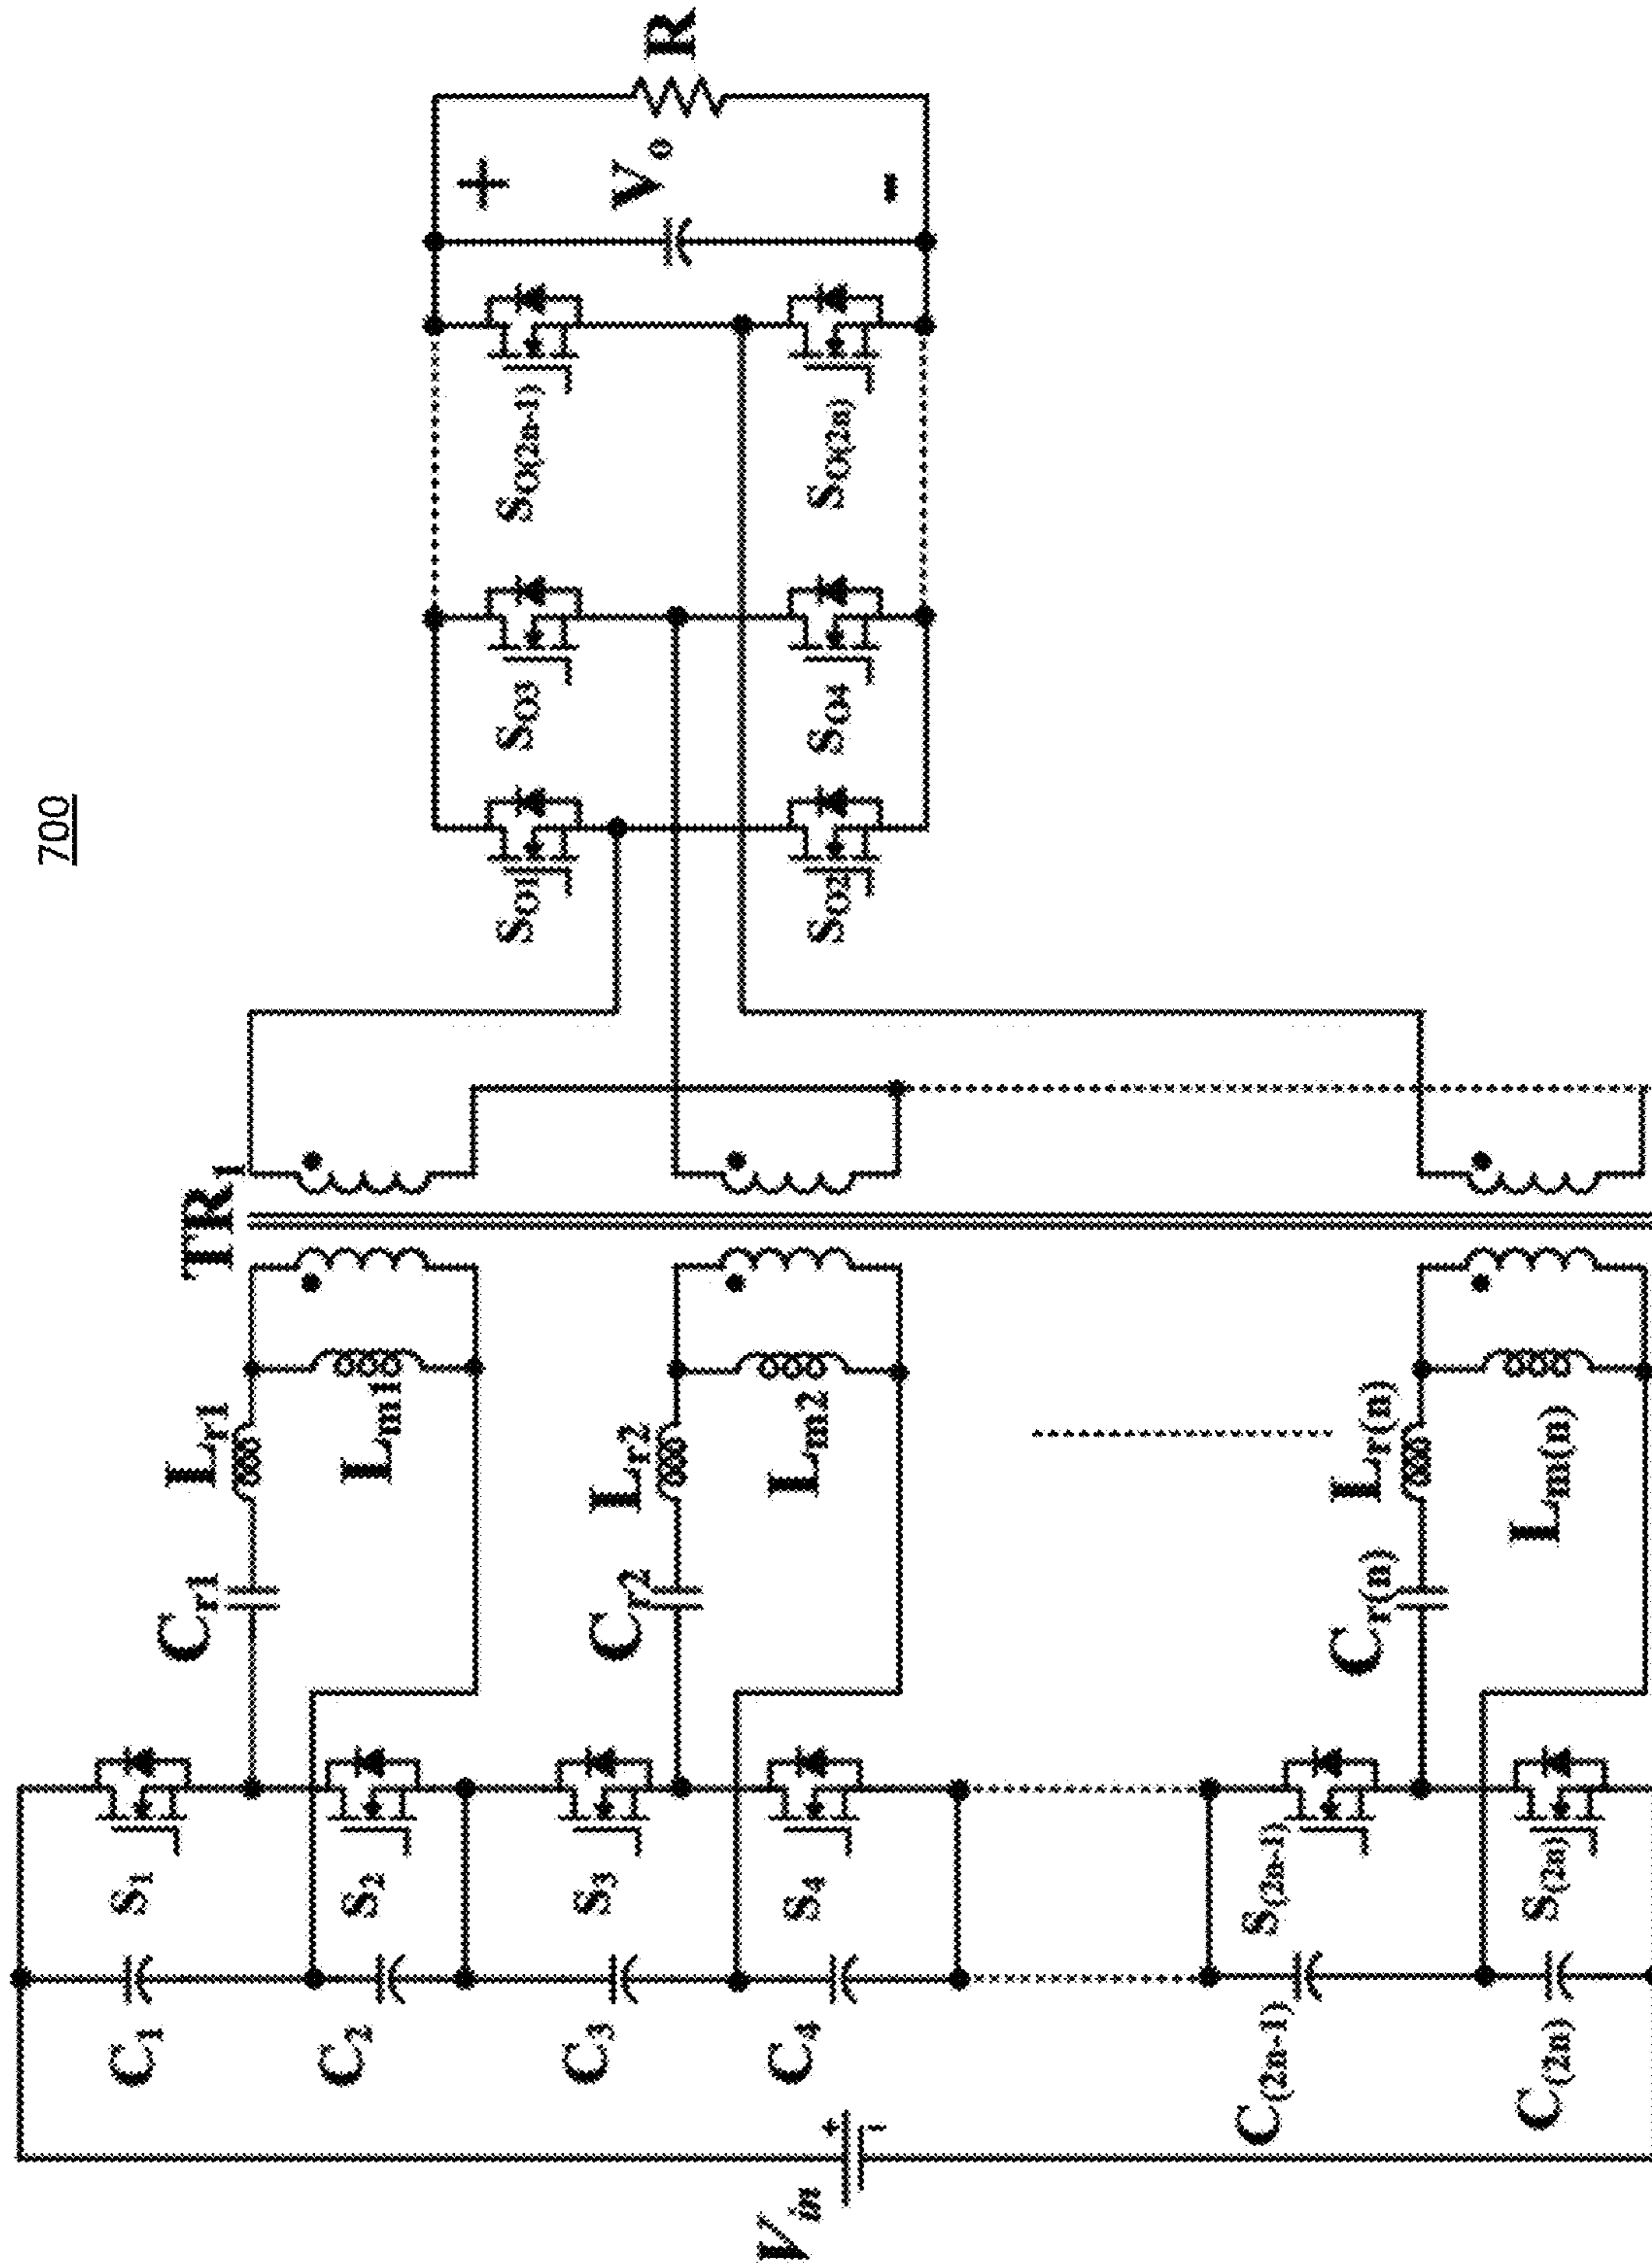 700
TR1
Cr1
Lr1
Lm1
Cr2
Lr2
Lm2
Cr(n)
Lr(n)
Lm(n)
Vin
+
-
C1
C2
C3
C4
C(2n-1)
C(2n)
S1
S2
S3
S4
S(2n-1)
S(2n)
SO1
SO3
SO(2n-1)
SO2
SO4
SO(2n)
+
Vo
-
R